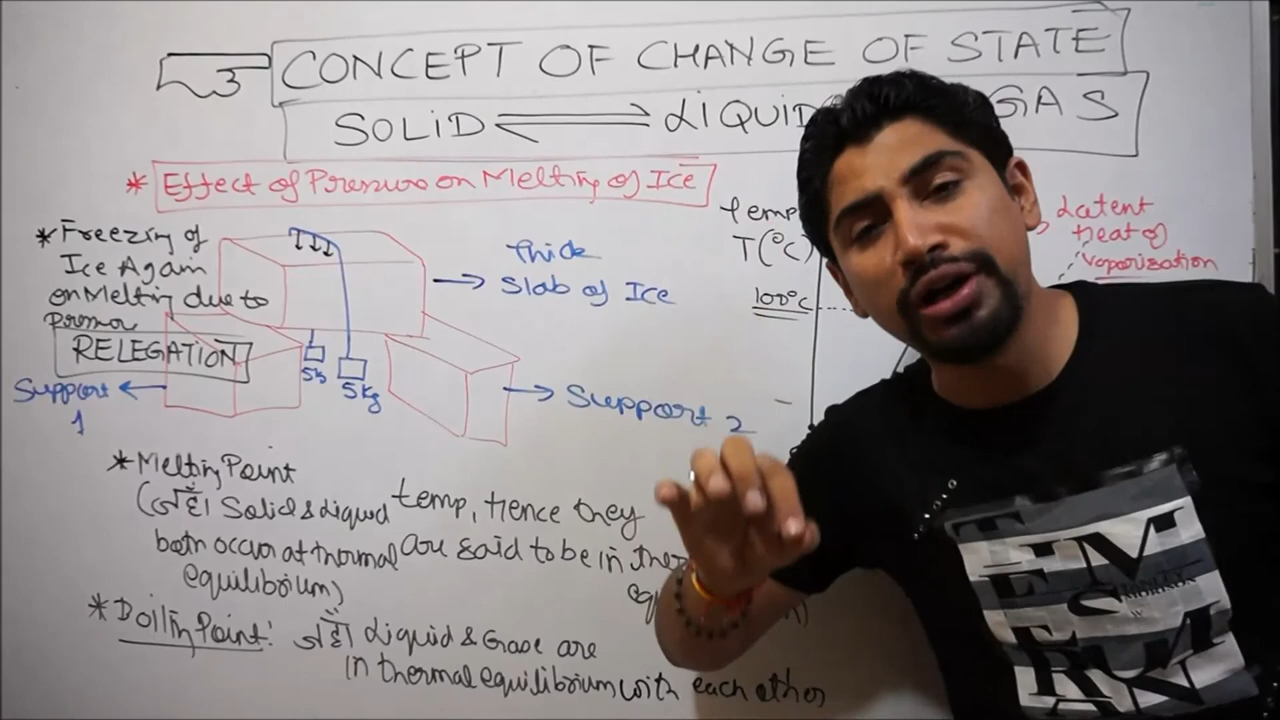 CONCEPT OF CHANGE OF STATE
SOLID ⇌ LIQUID GAS
* Effect of Pressure on Melting of Ice
* Freezing of
Ice Again
on Melting due to
RELEGATION
Thick
Slab of Ice
5kg
5kg
Support
1
Support 2
Temp
T(°C)
100°C
Latent
Heat of
Vaporization
* Melting Point
(जहाँ Solid & Liquid
both occur at thermal
equilibrium)
temp, Hence they
are said to be in ther
* Boiling Point: जहाँ Liquid & Gase are
in thermal equilibrium with each other